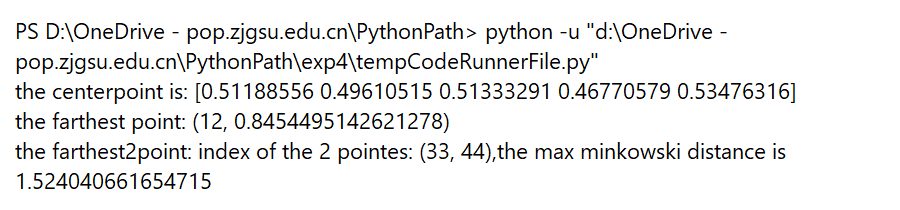 PS D:\OneDrive - pop.zjgsu.edu.cn\PythonPath> python -u "d:\OneDrive -
pop.zjgsu.edu.cn\PythonPath\exp4\tempCodeRunnerFile.py"
the centerpoint is: [0.51188556 0.49610515 0.51333291 0.46770579 0.53476316]
the farthest point: (12, 0.8454495142621278)
the farthest2point: index of the 2 pointes: (33, 44),the max minkowski distance is
1.524040661654715